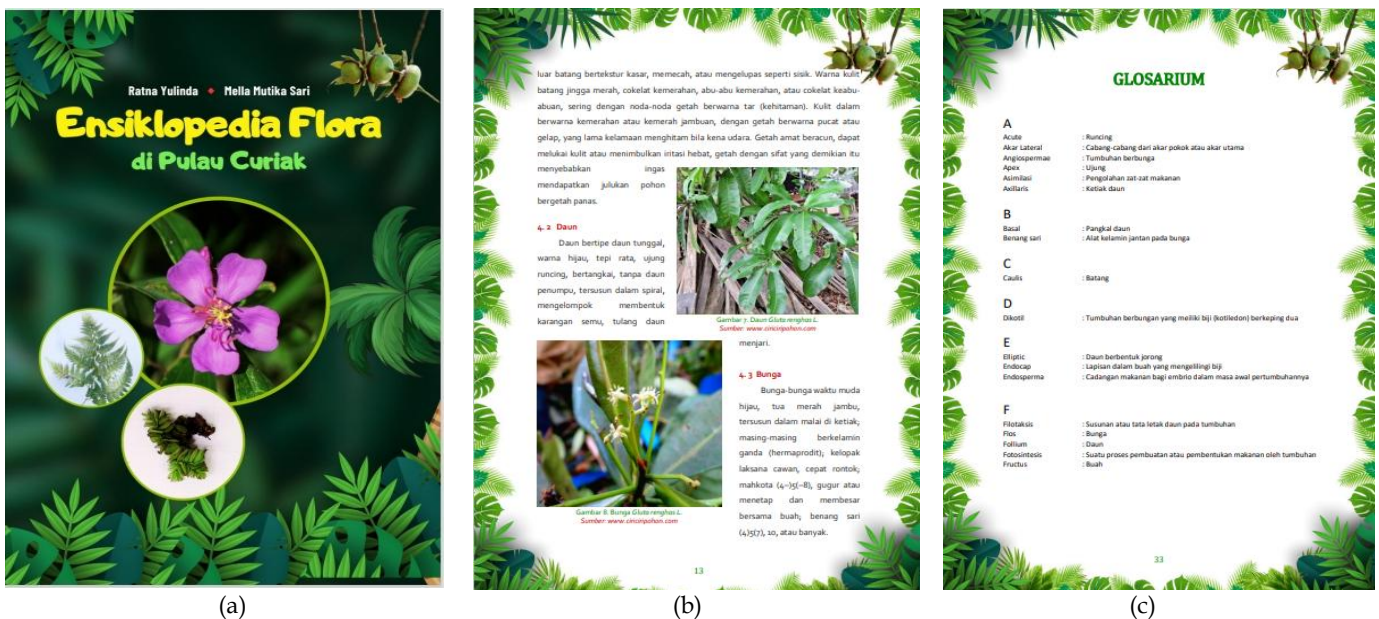 Ratna Yulinda ◆ Mella Mutika Sari
Ensiklopedia Flora
di Pulau Curiak
(a)
luar batang bertekstur kasar, memecah, atau mengelupas seperti sisik. Warna kulit
batang jingga merah, cokelat kemerahan, abu-abu kemerahan, atau cokelat keabu-
abuan, sering dengan noda-noda getah berwarna tar (kehitaman). Kulit dalam
berwarna kemerahan atau kemerah jambuan, dengan getah berwarna pucat atau
gelap, yang lama kelamaan menghitam bila kena udara. Getah amat beracun, dapat
melukai kulit atau menimbulkan iritasi hebat, getah dengan sifat yang demikian itu
menyebabkan ingas
mendapatkan julukan pohon
bergetah panas.
4. 2 Daun
Daun bertipe daun tunggal,
warna hijau, tepi rata, ujung
runcing, bertangkai, tanpa daun
penumpu, tersusun dalam spiral,
mengelompok membentuk
karangan semu, tulang daun
Gambar 7. Daun Gluta renghas L.
Sumber: www.cincinpohon.com
menjari.
4. 3 Bunga
Bunga-bunga waktu muda
hijau, tua merah jambu,
tersusun dalam malai di ketiak;
masing-masing berkelamin
ganda (hermaprodit); kelopak
laksana cawan, cepat rontok;
mahkota (4–)5(–8), gugur atau
menetap dan membesar
bersama buah; benang sari
(4)5(7), 10, atau banyak.
Gambar 8. Bunga Gluta renghas L.
Sumber: www.cincinpohon.com
13
(b)
GLOSARIUM
A
Acute : Runcing
Akar Lateral : Cabang-cabang dari akar pokok atau akar utama
Angiospermae : Tumbuhan berbunga
Apex : Ujung
Asimilasi : Pengolahan zat-zat makanan
Axillaris : Ketiak daun
B
Basal : Pangkal daun
Benang sari : Alat kelamin jantan pada bunga
C
Caulis : Batang
D
Dikotil : Tumbuhan berbungan yang meiliki biji (kotiledon) berkeping dua
E
Elliptic : Daun berbentuk jorong
Endocap : Lapisan dalam buah yang mengelilingi biji
Endosperma : Cadangan makanan bagi embrio dalam masa awal pertumbuhannya
F
Filotaksis : Susunan atau tata letak daun pada tumbuhan
Flos : Bunga
Follium : Daun
Fotosintesis : Suatu proses pembuatan atau pembentukan makanan oleh tumbuhan
Fructus : Buah
33
(c)